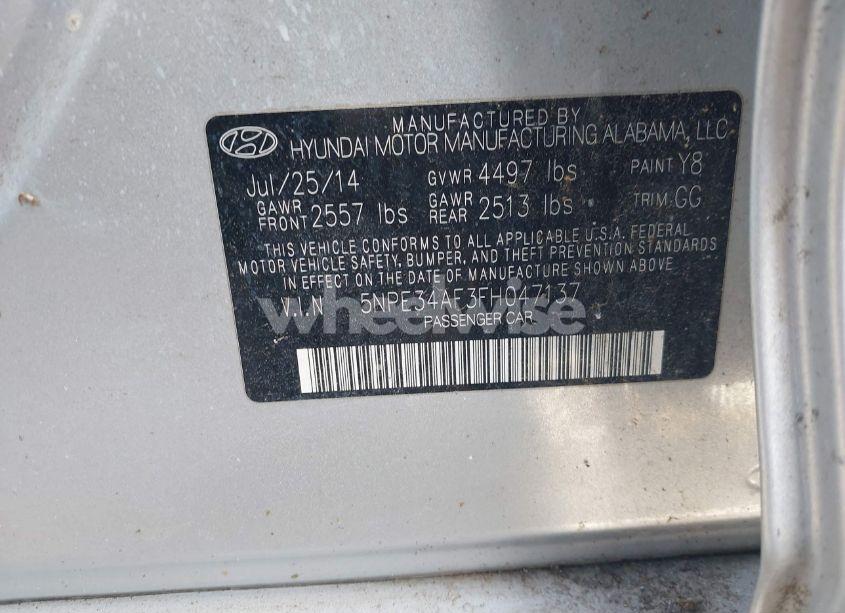 MANUFACTURED BY
HYUNDAI MOTOR MANUFACTURING ALABAMA, LLC
Jul/25/14 GVWR 4497 lbs PAINT Y8
GAWR FRONT 2557 lbs GAWR REAR 2513 lbs TRIM: GG
THIS VEHICLE CONFORMS TO ALL APPLICABLE U.S.A. FEDERAL
MOTOR VEHICLE SAFETY, BUMPER, AND THEFT PREVENTION STANDARDS
IN EFFECT ON THE DATE OF MANUFACTURE SHOWN ABOVE
V.I.N 5NPE34AF3FH047137
wheelwise
PASSENGER CAR